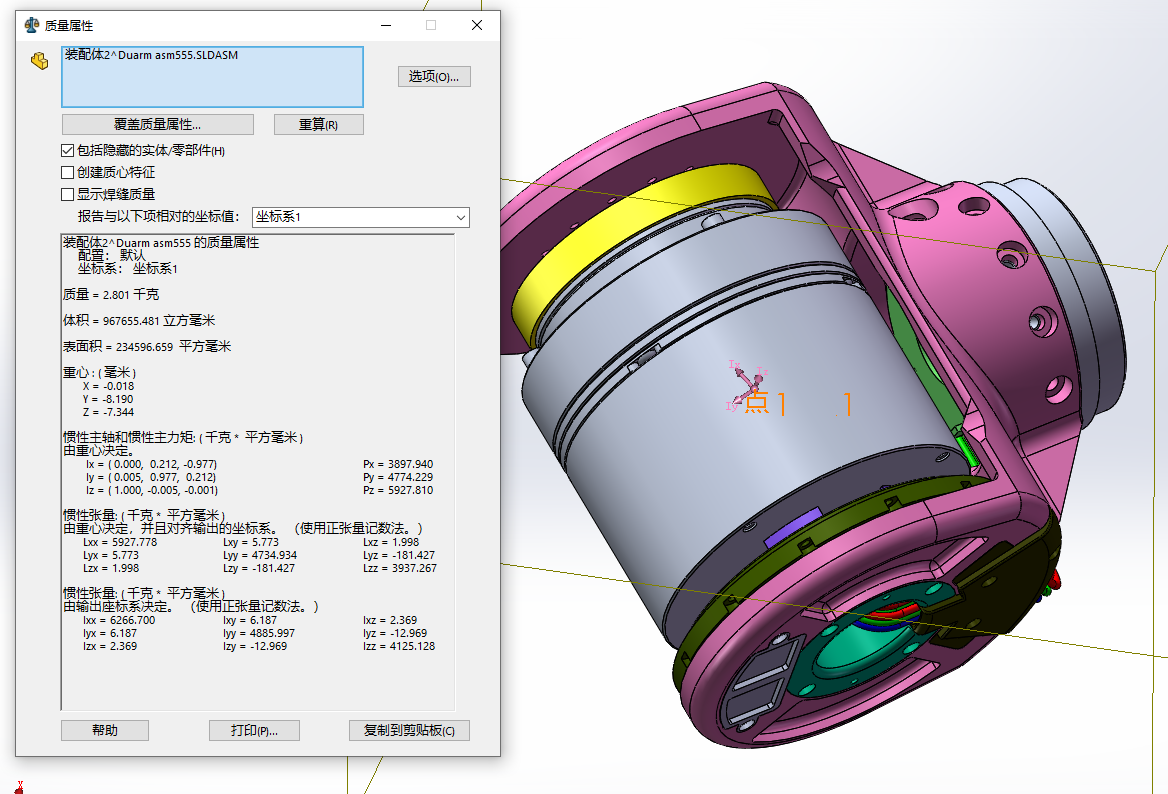 质量属性
装配体2^Duarm asm555.SLDASM
选项(O)...
覆盖质量属性...
重算(R)
包括隐藏的实体/零部件(H)
创建质心特征
显示焊缝质量
报告与以下项相对的坐标值： 坐标系1
装配体2^Duarm asm555 的质量属性
配置： 默认
坐标系： 坐标系1
质量 = 2.801 千克
体积 = 967655.481 立方毫米
表面积 = 234596.659 平方毫米
重心 : ( 毫米 )
X = -0.018
Y = -8.190
Z = -7.344
惯性主轴和惯性主力矩: ( 千克 * 平方毫米 )
由重心决定。
Ix = ( 0.000, 0.212, -0.977) Px = 3897.940
Iy = ( 0.005, 0.977, 0.212) Py = 4774.229
Iz = ( 1.000, -0.005, -0.001) Pz = 5927.810
惯性张量: ( 千克 * 平方毫米 )
由重心决定，并且对齐输出的坐标系。 （使用正张量记数法。）
Lxx = 5927.778 Lxy = 5.773 Lxz = 1.998
Lyx = 5.773 Lyy = 4734.934 Lyz = -181.427
Lzx = 1.998 Lzy = -181.427 Lzz = 3937.267
惯性张量: ( 千克 * 平方毫米 )
由输出座标系决定。 （使用正张量记数法。）
Ixx = 6266.700 Ixy = 6.187 Ixz = 2.369
Iyx = 6.187 Iyy = 4885.997 Iyz = -12.969
Izx = 2.369 Izy = -12.969 Izz = 4125.128
帮助
打印(P)...
复制到剪贴板(C)
Ix
Iz
Iy
点1
1